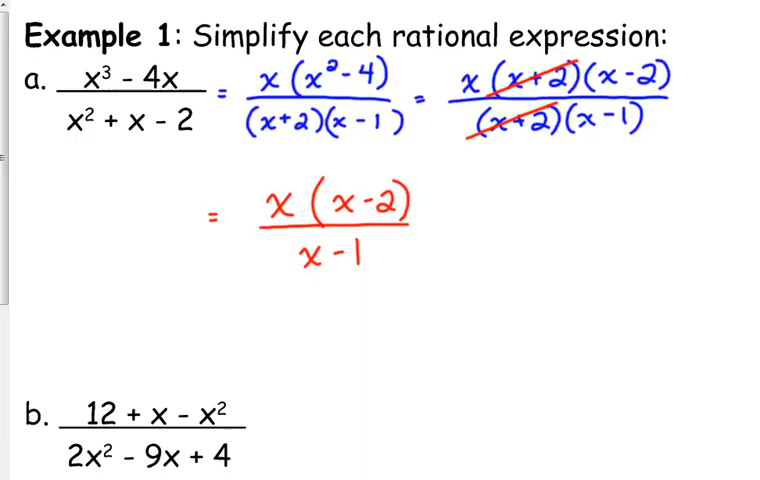 Example 1: Simplify each rational expression:
a. x³ - 4x / x² + x - 2 = x(x²-4) / (x+2)(x-1) = x(x+2)(x-2) / (x+2)(x-1)
= x(x-2) / x-1
b. 12 + x - x² / 2x² - 9x + 4